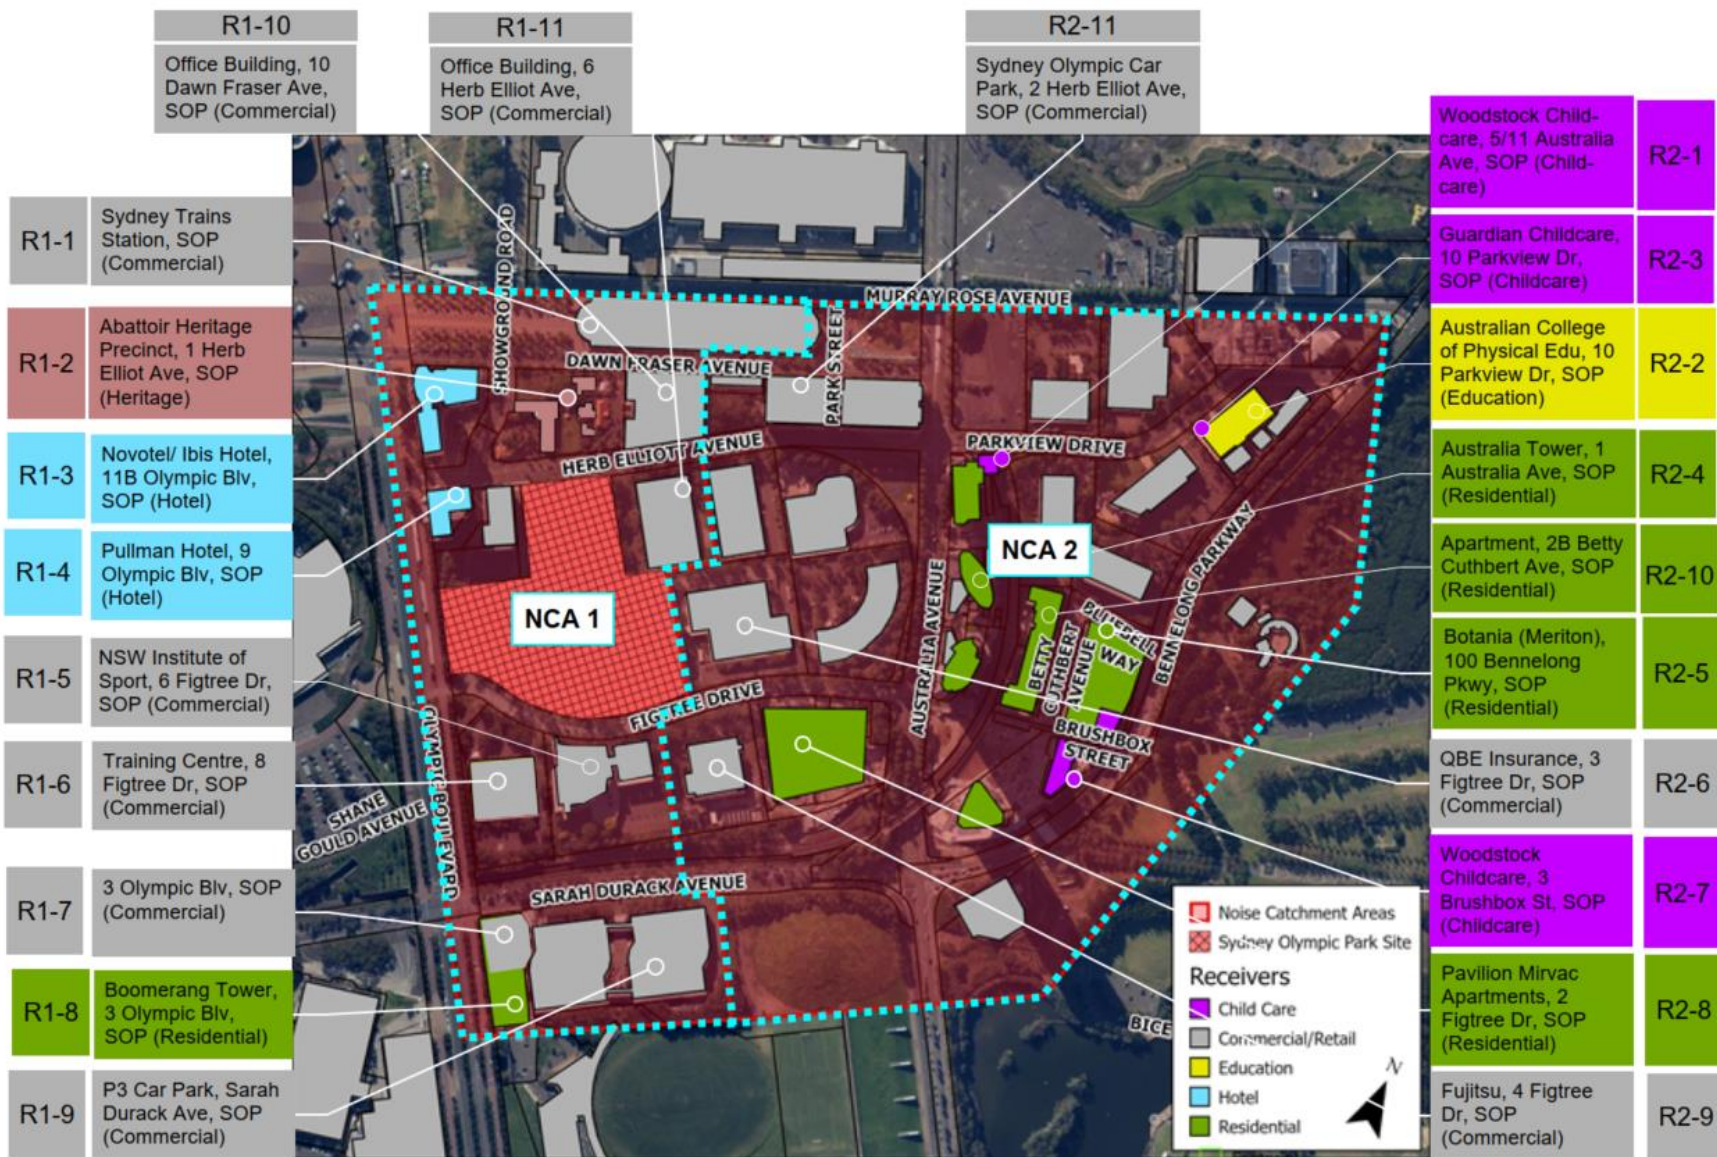 R1-10
Office Building, 10
Dawn Fraser Ave,
SOP (Commercial)
R1-11
Office Building, 6
Herb Elliot Ave,
SOP (Commercial)
R2-11
Sydney Olympic Car
Park, 2 Herb Elliot Ave,
SOP (Commercial)
R1-1
Sydney Trains
Station, SOP
(Commercial)
R1-2
Abattoir Heritage
Precinct, 1 Herb
Elliot Ave, SOP
(Heritage)
R1-3
Novotel/ Ibis Hotel,
11B Olympic Blv,
SOP (Hotel)
R1-4
Pullman Hotel, 9
Olympic Blv, SOP
(Hotel)
R1-5
NSW Institute of
Sport, 6 Figtree Dr,
SOP (Commercial)
R1-6
Training Centre, 8
Figtree Dr, SOP
(Commercial)
R1-7
3 Olympic Blv, SOP
(Commercial)
R1-8
Boomerang Tower,
3 Olympic Blv,
SOP (Residential)
R1-9
P3 Car Park, Sarah
Durack Ave, SOP
(Commercial)
SHOWGROUND ROAD
MURRAY ROSE AVENUE
DAWN FRASER AVENUE
PARK STREET
HERB ELLIOTT AVENUE
PARKVIEW DRIVE
NCA 1
NCA 2
AUSTRALIA AVENUE
BENNELONG PARKWAY
BLUEBELL
WAY
BETTY
CUTHBERT
AVENUE
BRUSHBOX
STREET
FIGTREE DRIVE
OLYMPIC BOULEVARD
SHANE
GOULD AVENUE
SARAH DURACK AVENUE
BICE
Noise Catchment Areas
Sydney Olympic Park Site
Receivers
Child Care
Commercial/Retail
Education
Hotel
Residential
N
Woodstock Child-
care, 5/11 Australia
Ave, SOP (Child-
care)
R2-1
Guardian Childcare,
10 Parkview Dr,
SOP (Childcare)
R2-3
Australian College
of Physical Edu, 10
Parkview Dr, SOP
(Education)
R2-2
Australia Tower, 1
Australia Ave, SOP
(Residential)
R2-4
Apartment, 2B Betty
Cuthbert Ave, SOP
(Residential)
R2-10
Botania (Meriton),
100 Bennelong
Pkwy, SOP
(Residential)
R2-5
QBE Insurance, 3
Figtree Dr, SOP
(Commercial)
R2-6
Woodstock
Childcare, 3
Brushbox St, SOP
(Childcare)
R2-7
Pavilion Mirvac
Apartments, 2
Figtree Dr, SOP
(Residential)
R2-8
Fujitsu, 4 Figtree
Dr, SOP
(Commercial)
R2-9